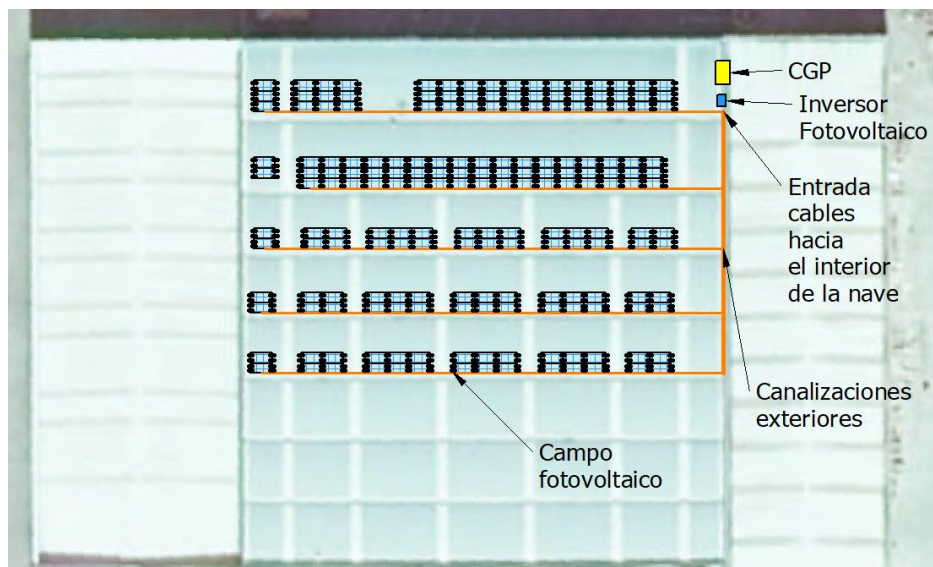 CGP
Inversor
Fotovoltaico
Entrada
cables
hacia
el interior
de la nave
Canalizaciones
exteriores
Campo
fotovoltaico